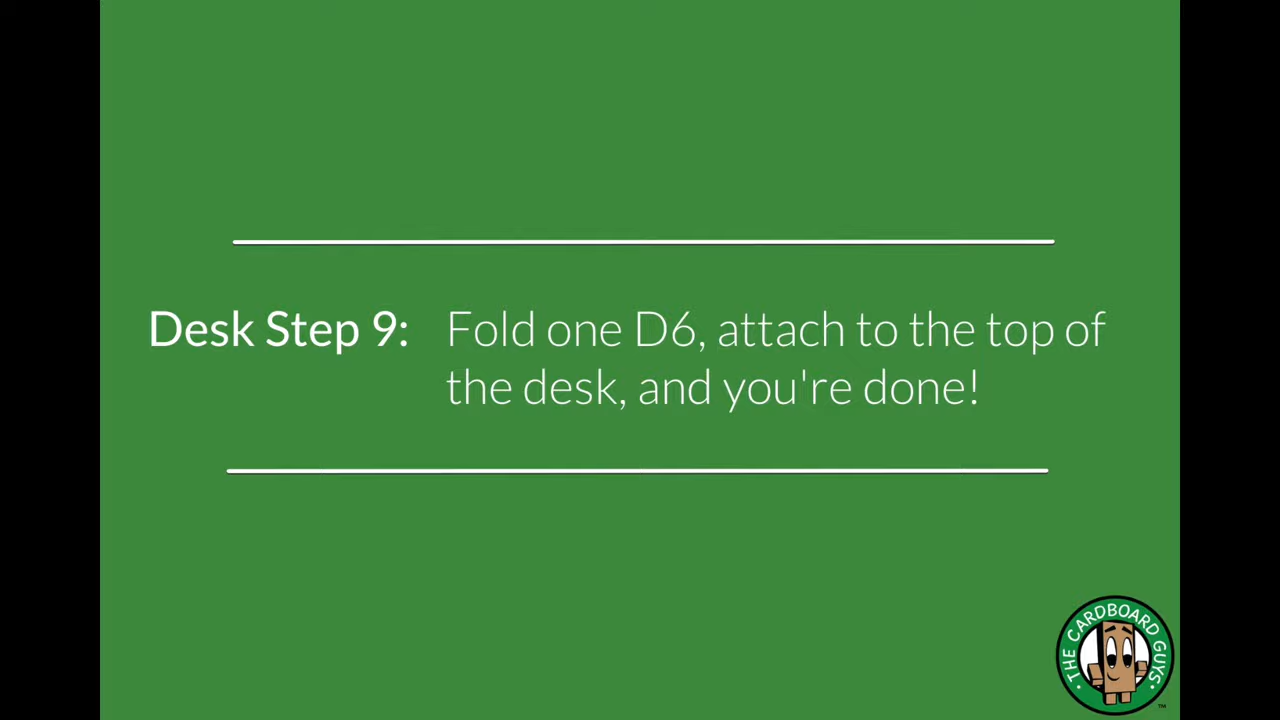 Desk Step 9: Fold one D6, attach to the top of
the desk, and you're done!
THE CARDBOARD GUYS
TM